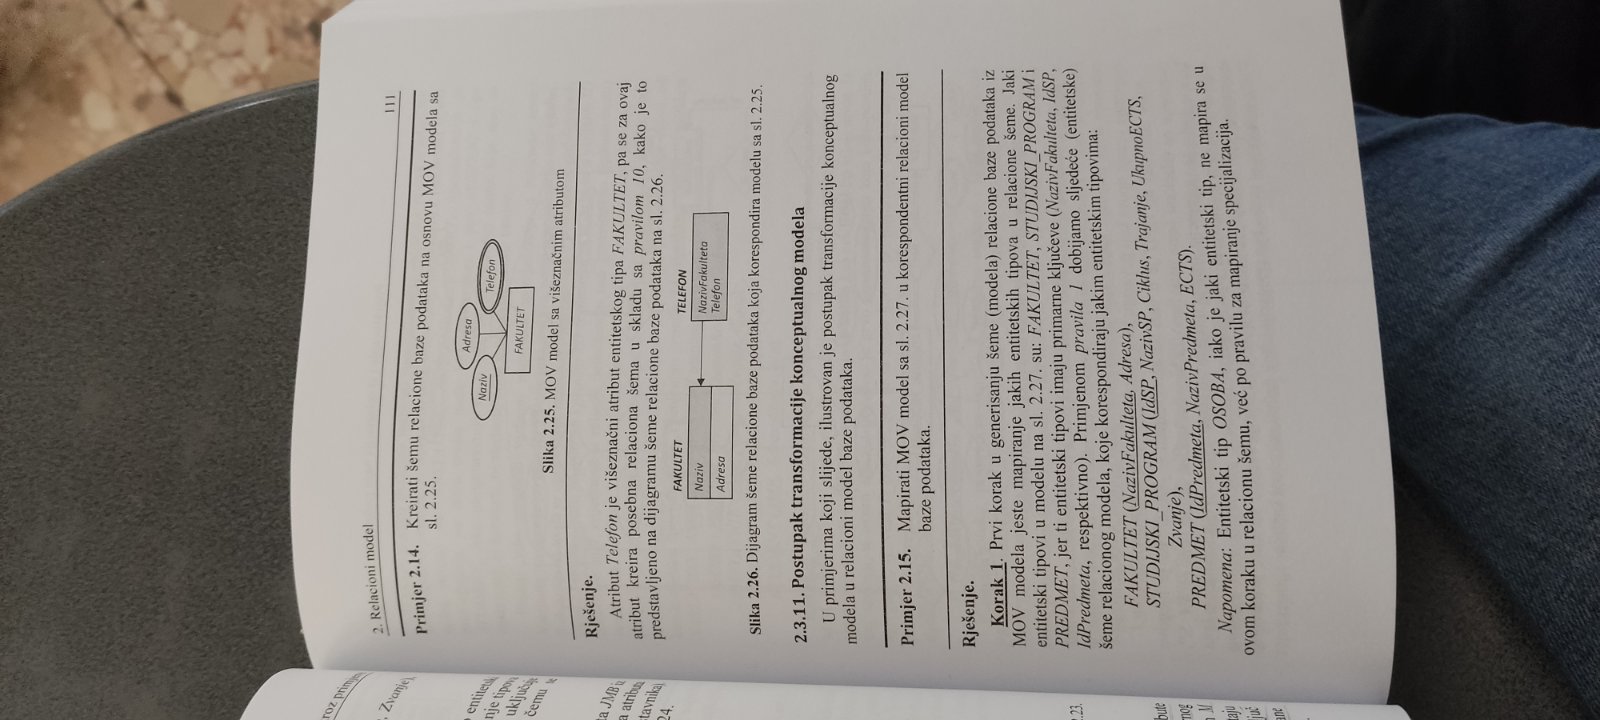 2. Relacioni model
111
Primjer 2.14. Kreirati šemu relacione baze podataka na osnovu MOV modela sa
sl. 2.25.
Adresa
Naziv
Telefon
FAKULTET
Slika 2.25. MOV model sa višeznačnim atributom
Rješenje.
Atribut Telefon je višeznačni atribut entitetskog tipa FAKULTET, pa se za ovaj
atribut kreira posebna relaciona šema u skladu sa pravilom 10, kako je to
predstavljeno na dijagramu šeme relacione baze podataka na sl. 2.26.
FAKULTET
TELEFON
Naziv
NazivFakulteta
Adresa
Telefon
Slika 2.26. Dijagram šeme relacione baze podataka koja korespondira modelu sa sl. 2.25.
2.3.11. Postupak transformacije konceptualnog modela
U primjerima koji slijede, ilustrovan je postupak transformacije konceptualnog
modela u relacioni model baze podataka.
Primjer 2.15. Mapirati MOV model sa sl. 2.27. u korespondentni relacioni model
baze podataka.
Rješenje.
Korak 1. Prvi korak u generisanju šeme (modela) relacione baze podataka iz
MOV modela jeste mapiranje jakih entitetskih tipova u relacione šeme. Jaki
entitetski tipovi u modelu na sl. 2.27. su: FAKULTET, STUDIJSKI_PROGRAM i
PREDMET, jer ti entitetski tipovi imaju primarne ključeve (NazivFakulteta, IdSP,
IdPredmeta, respektivno). Primjenom pravila 1 dobijamo sljedeće (entitetske)
šeme relacionog modela, koje korespondiraju jakim entitetskim tipovima:
FAKULTET (NazivFakulteta, Adresa),
STUDIJSKI_PROGRAM (IdSP, NazivSP, Ciklus, Trajanje, UkupnoECTS,
Zvanje),
PREDMET (IdPredmeta, NazivPredmeta, ECTS).
Napomena: Entitetski tip OSOBA, iako je jaki entitetski tip, ne mapira se u
ovom koraku u relacionu šemu, već po pravilu za mapiranje specijalizacija.